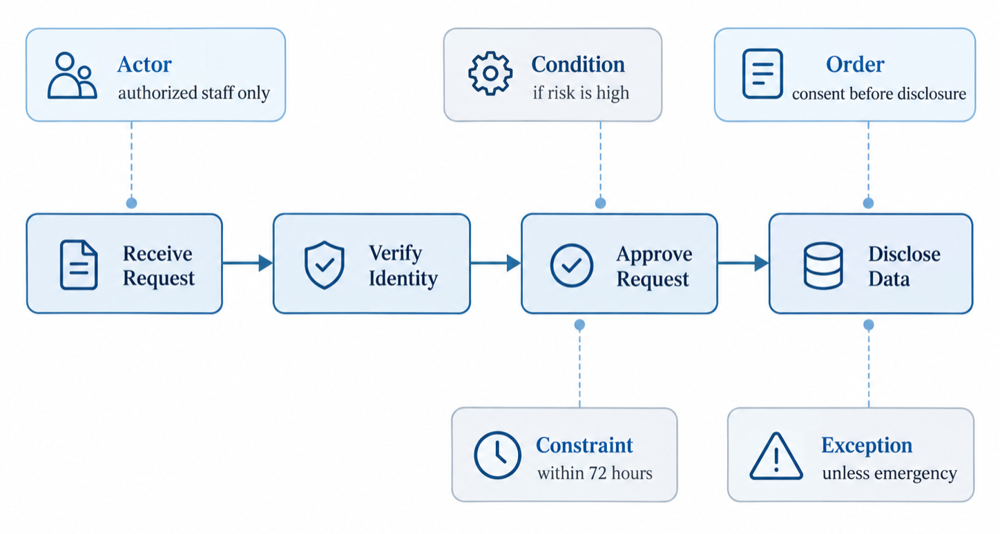 Actor
authorized staff only
Condition
if risk is high
Order
consent before disclosure
Receive
Request
Verify
Identity
Approve
Request
Disclose
Data
Constraint
within 72 hours
Exception
unless emergency